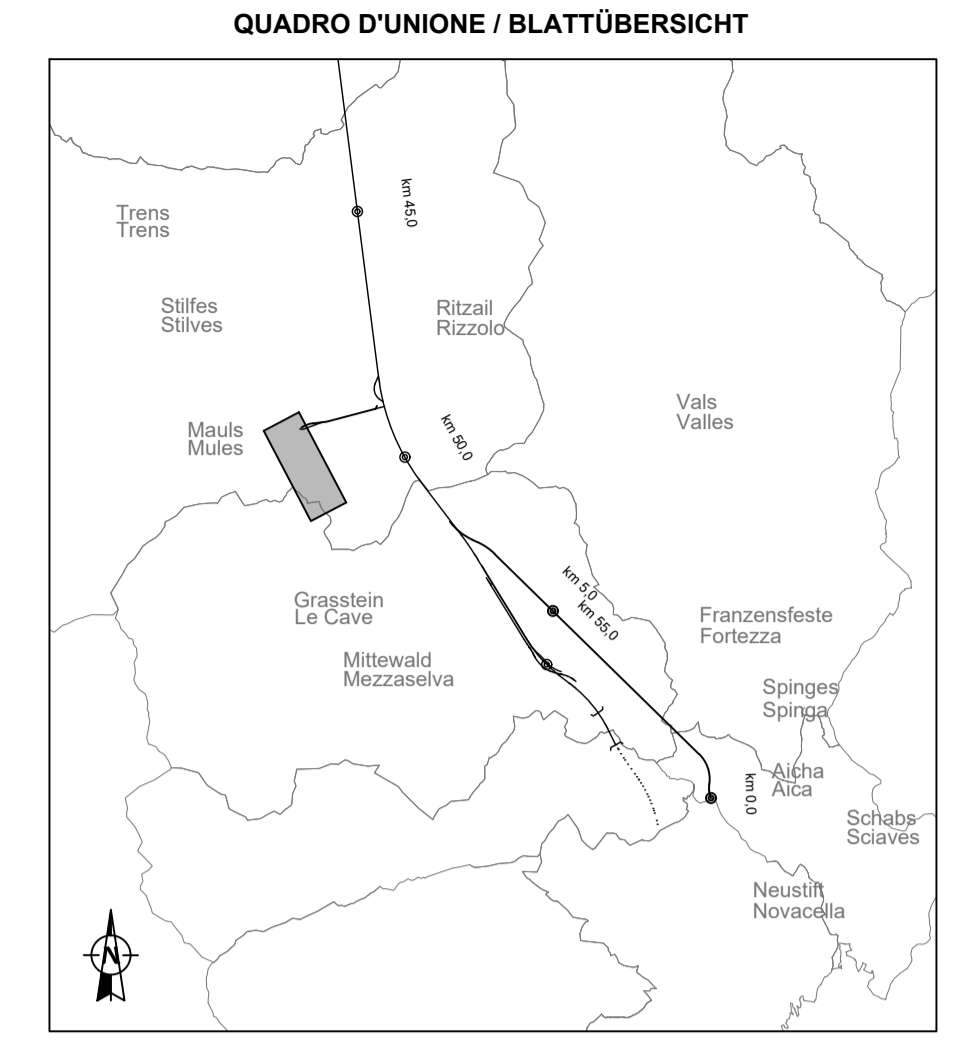 QUADRO D'UNIONE / BLATTÜBERSICHT
km 45,0
Trens
Trens
Stilfes
Stilves
Ritzail
Rizzolo
Vals
Valles
Mauls
Mules
km 50,0
Grasstein
Le Cave
km 5,0
km 55,0
Franzensfeste
Fortezza
Mittewald
Mezzaselva
Spinges
Spinga
Aicha
Aica
km 0,0
Schabs
Sciaves
Neustift
Novacella
N